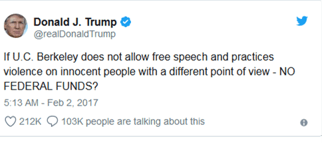 Donald J. Trump
@realDonaldTrump
If U.C. Berkeley does not allow free speech and practices
violence on innocent people with a different point of view - NO
FEDERAL FUNDS?
5:13 AM - Feb 2, 2017
212K 103K people are talking about this